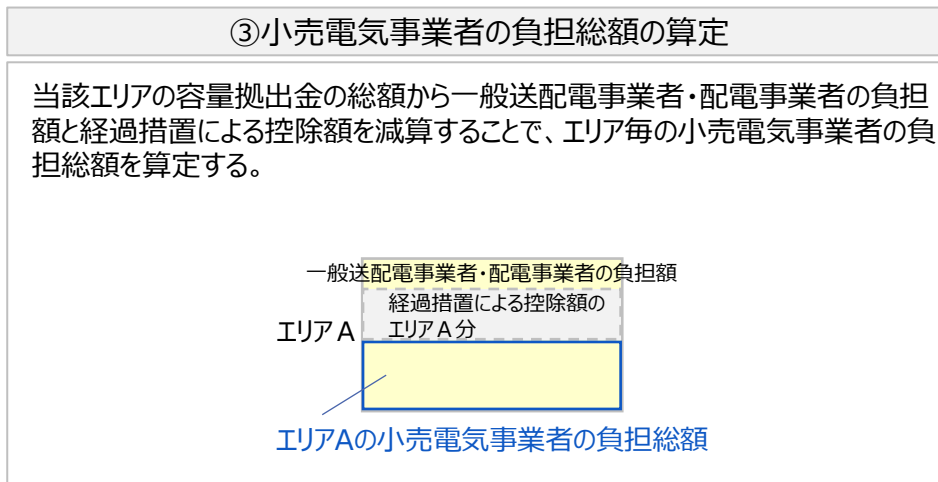 ③小売電気事業者の負担総額の算定
当該エリアの容量拠出金の総額から一般送配電事業者・配電事業者の負担
額と経過措置による控除額を減算することで、エリア毎の小売電気事業者の負
担総額を算定する。
一般送配電事業者・配電事業者の負担額
経過措置による控除額の
エリアA分
エリアA
エリアAの小売電気事業者の負担総額